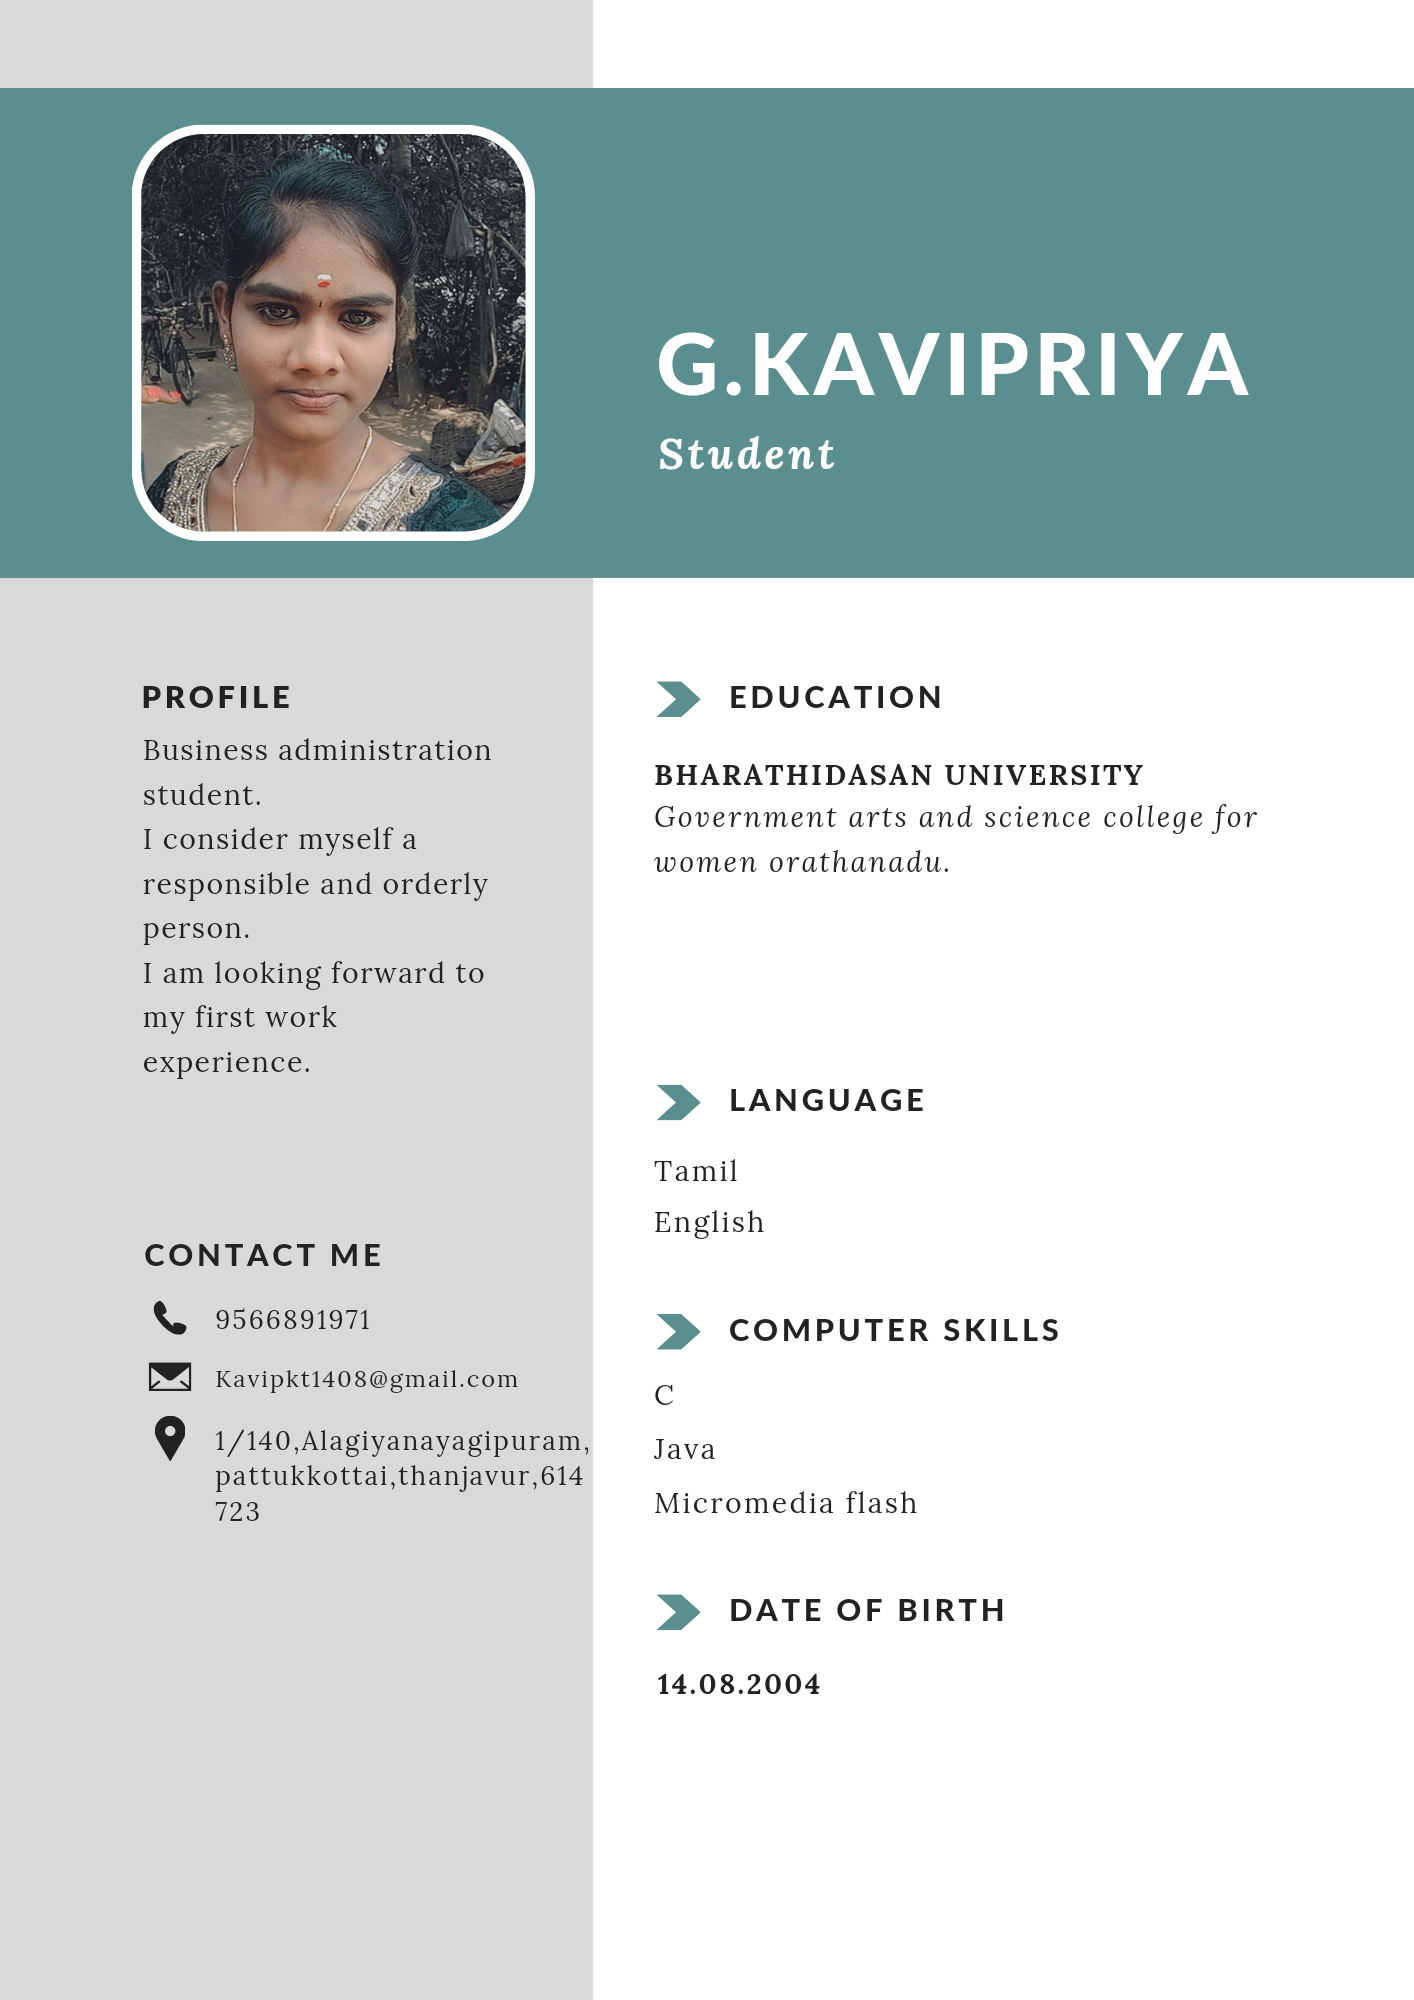 G.KAVIPRIYA
Student
PROFILE
Business administration
student.
I consider myself a
responsible and orderly
person.
I am looking forward to
my first work
experience.
CONTACT ME
9566891971
Kavipkt1408@gmail.com
1/140,Alagiyanayagipuram,
pattukkottai,thanjavur,614
723
EDUCATION
BHARATHIDASAN UNIVERSITY
Government arts and science college for
women orathanadu.
LANGUAGE
Tamil
English
COMPUTER SKILLS
C
Java
Micromedia flash
DATE OF BIRTH
14.08.2004